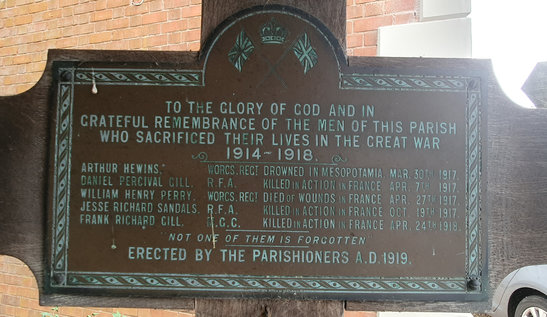 TO THE GLORY OF GOD AND IN
GRATEFUL REMEMBRANCE OF THE MEN OF THIS PARISH
WHO SACRIFICED THEIR LIVES IN THE GREAT WAR
1914-1918.
ARTHUR HEWINS. WORCS. REGT DROWNED IN MESOPOTAMIA, MAR. 30TH 1917.
DANIEL PERCIVAL GILL. R.F.A. KILLED IN ACTION IN FRANCE APR. 7TH 1917.
WILLIAM HENRY PERRY. WORCS. REGT DIED OF WOUNDS IN FRANCE, APR. 27TH 1917.
JESSE RICHARD SANDALS. R.F.A. KILLED IN ACTION IN FRANCE OCT. 19TH 1917.
FRANK RICHARD GILL. M.G.C. KILLED IN ACTION IN FRANCE APR. 24TH 1918.
"NOT ONE OF THEM IS FORGOTTEN"
ERECTED BY THE PARISHIONERS A.D. 1919.